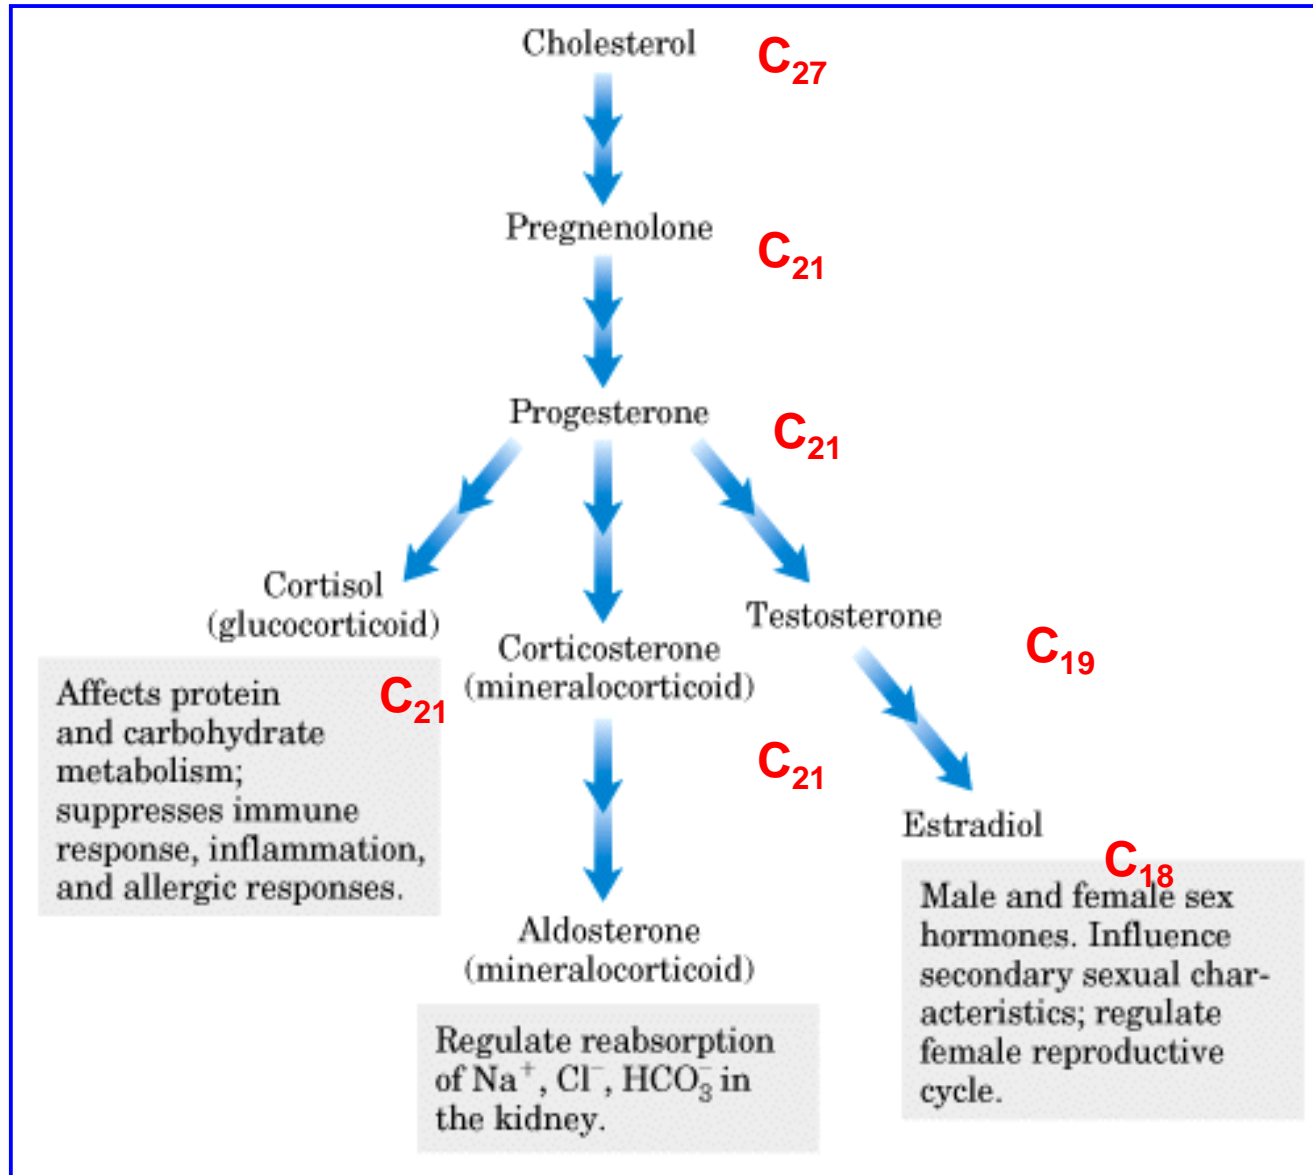 Cholesterol
C27
Pregnenolone
C21
Progesterone
C21
Cortisol
(glucocorticoid)
C21
Affects protein
and carbohydrate
metabolism;
suppresses immune
response, inflammation,
and allergic responses.
Corticosterone
(mineralocorticoid)
C21
Aldosterone
(mineralocorticoid)
Regulate reabsorption
of Na⁺, Cl⁻, HCO₃⁻ in
the kidney.
Testosterone
C19
Estradiol
C18
Male and female sex
hormones. Influence
secondary sexual char-
acteristics; regulate
female reproductive
cycle.